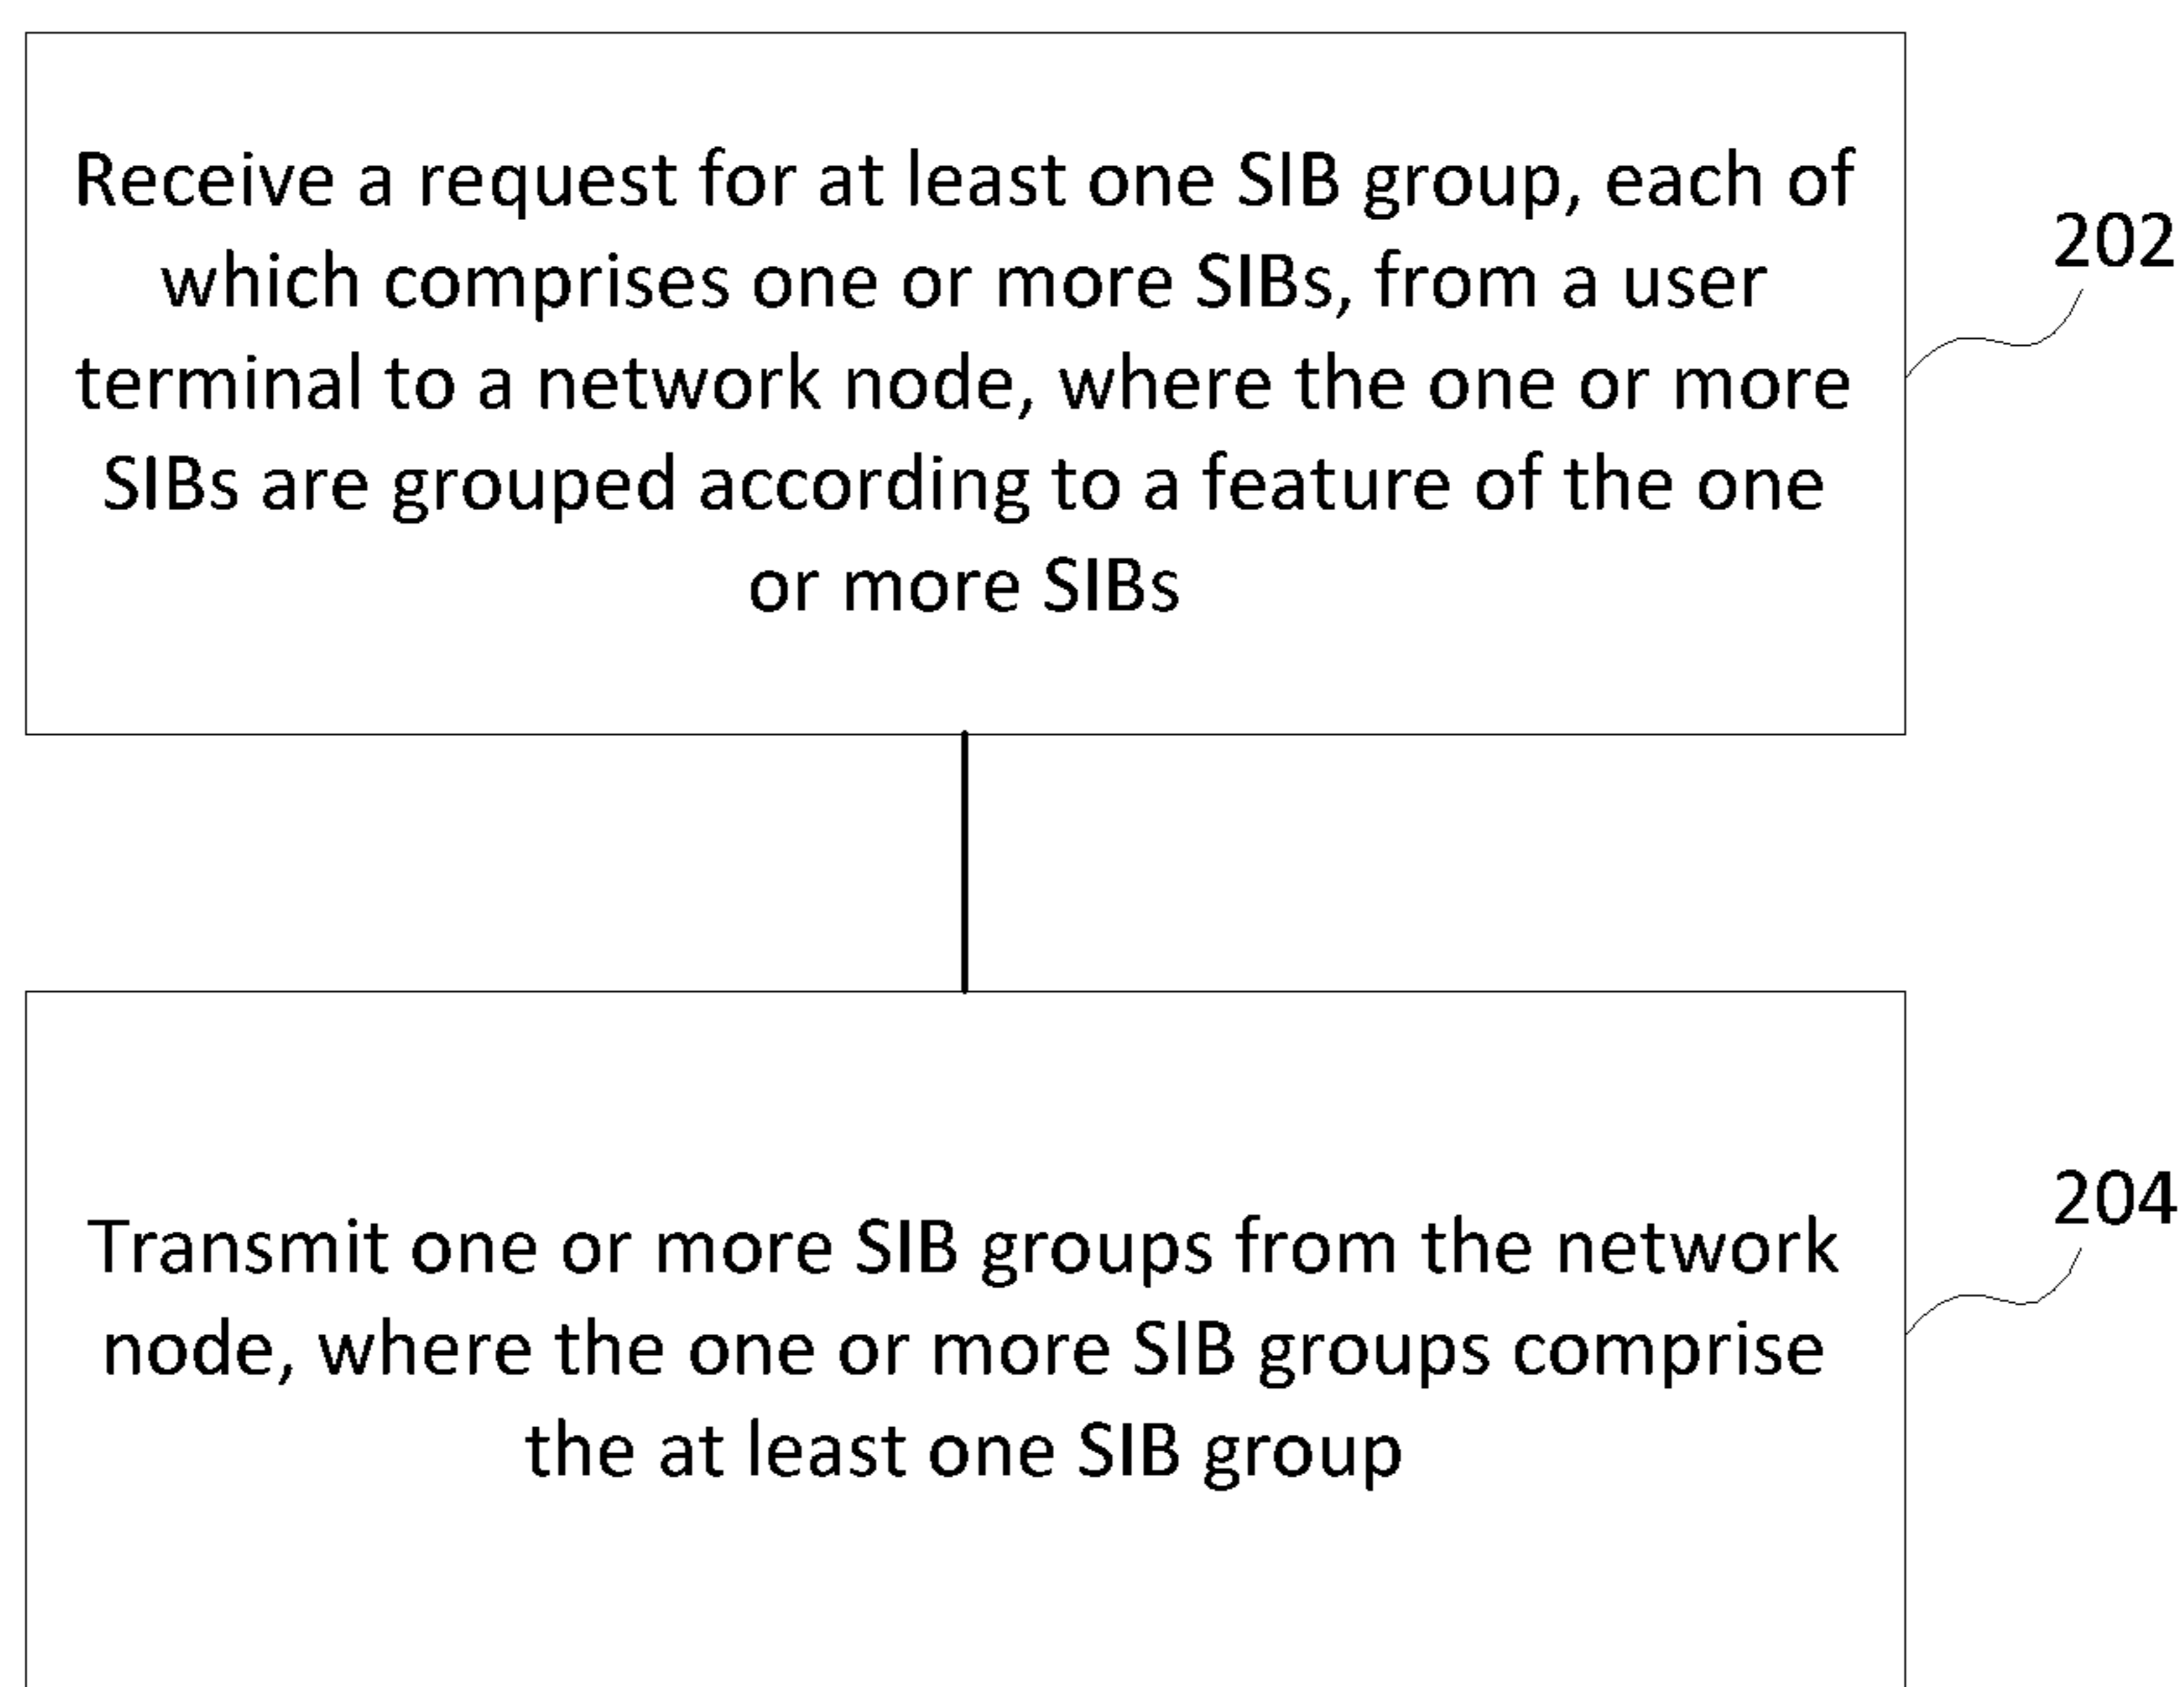 Receive a request for at least one SIB group, each of
which comprises one or more SIBs, from a user
terminal to a network node, where the one or more
SIBs are grouped according to a feature of the one
or more SIBs
202
Transmit one or more SIB groups from the network
node, where the one or more SIB groups comprise
the at least one SIB group
204